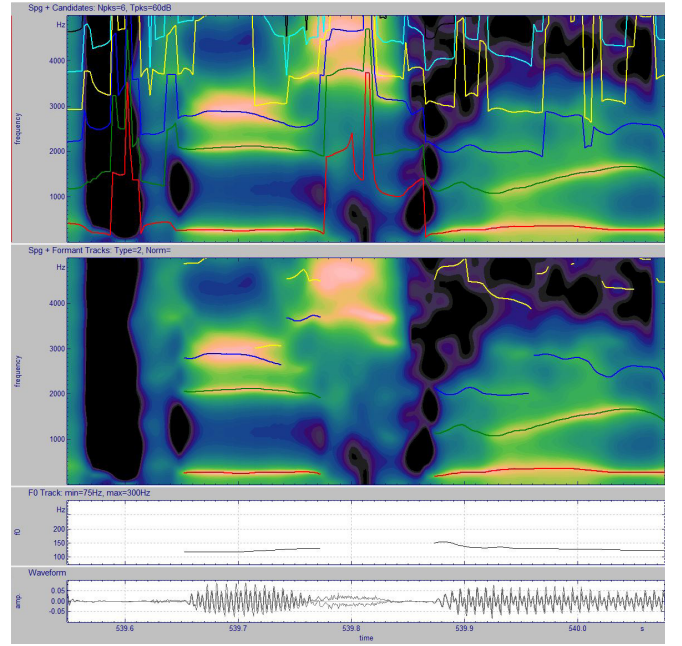 Spg + Candidates: Npks=6, Tpks=60dB
Hz
4000
3000
2000
1000
frequency
Spg + Formant Tracks: Type=2, Norm=
Hz
4000
3000
2000
1000
frequency
F0 Track: min=75Hz, max=300Hz
Hz
200
150
100
f0
Waveform
0.05
0.00
-0.05
amp.
539.6 539.7 539.8 539.9 540.0 s
time